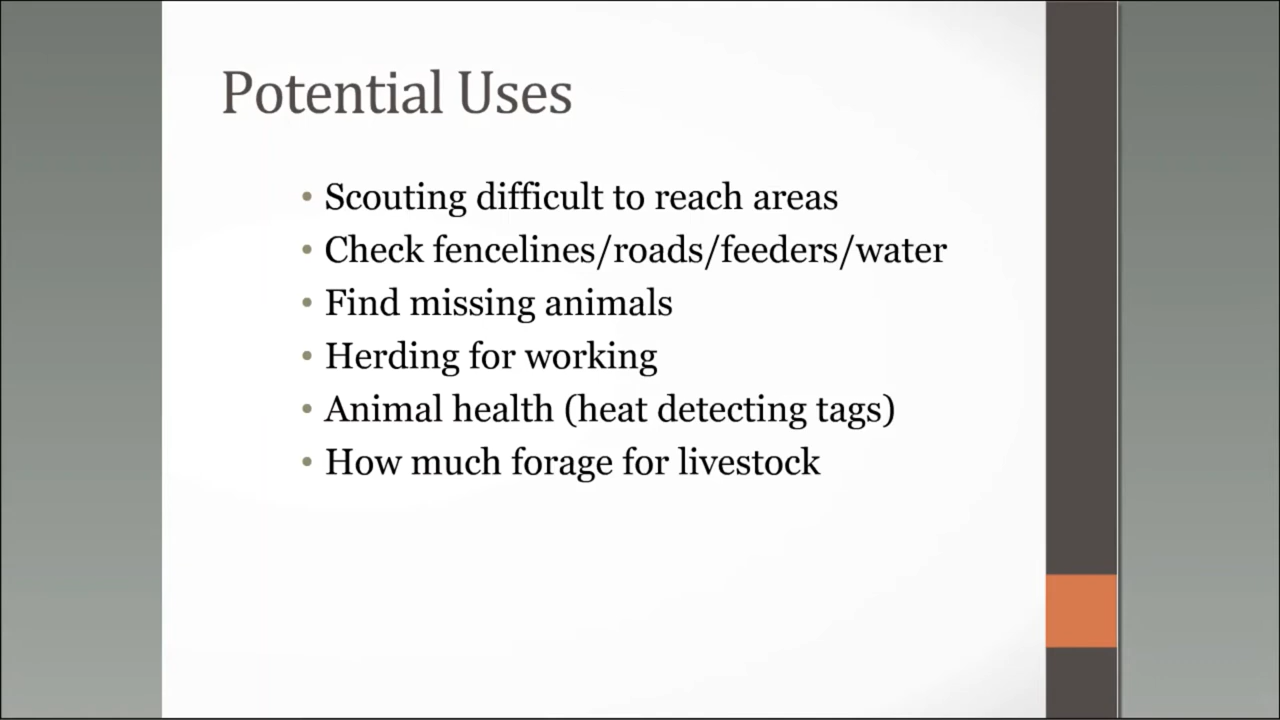 Potential Uses
• Scouting difficult to reach areas
• Check fencelines/roads/feeders/water
• Find missing animals
• Herding for working
• Animal health (heat detecting tags)
• How much forage for livestock